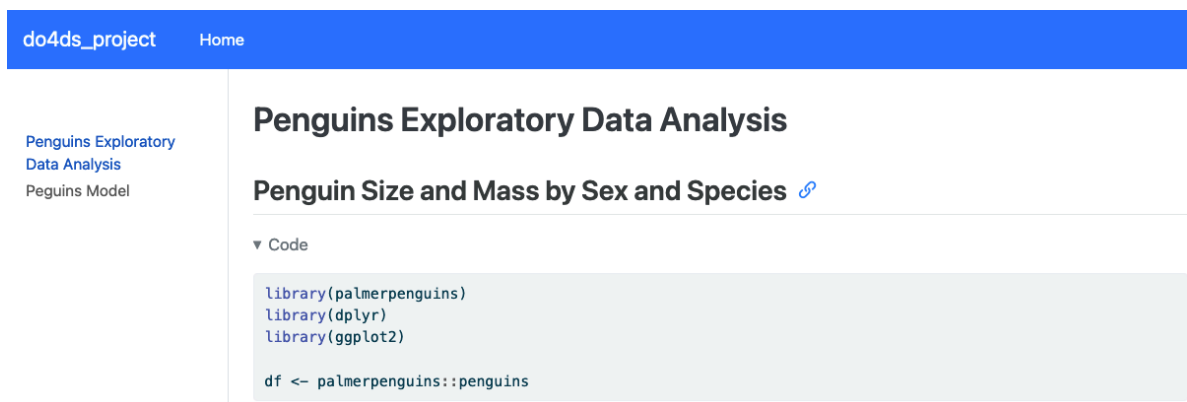 do4ds_project Home
Penguins Exploratory
Data Analysis
Peguins Model
Penguins Exploratory Data Analysis
Penguin Size and Mass by Sex and Species
▾ Code
library(palmerpenguins)
library(dplyr)
library(ggplot2)
df <- palmerpenguins::penguins